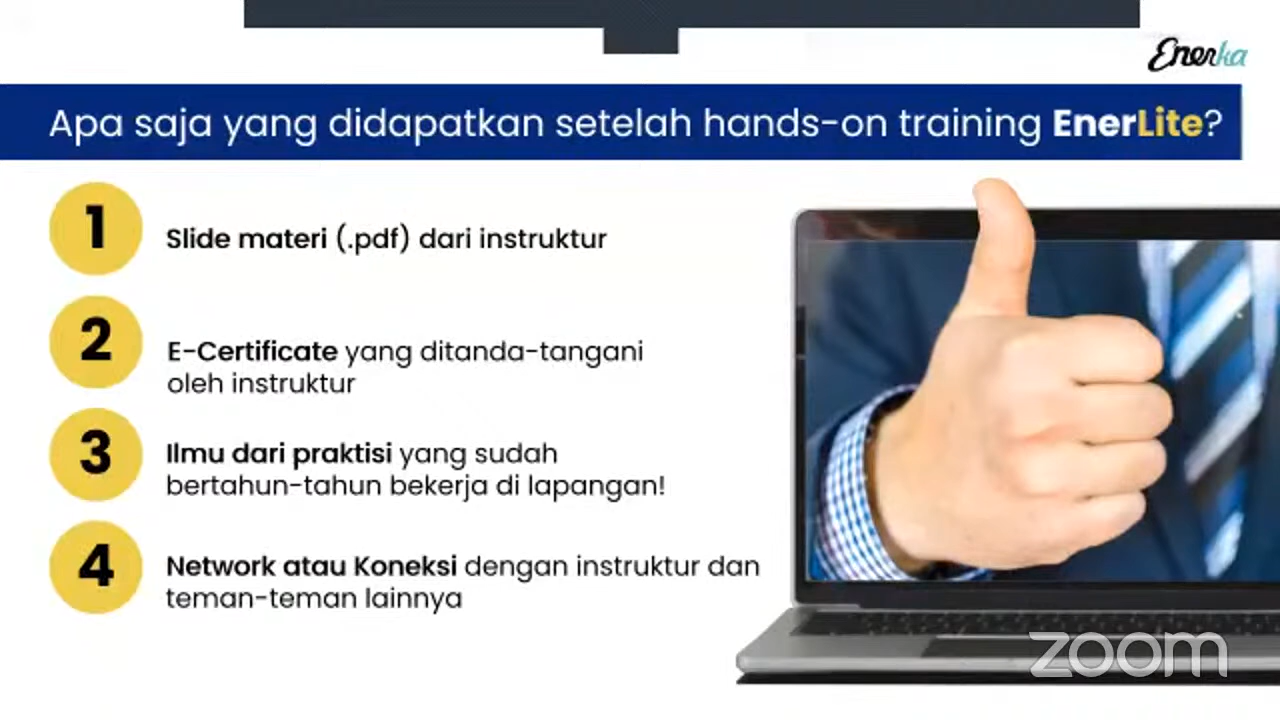 Enerka
Apa saja yang didapatkan setelah hands-on training EnerLite?
1
Slide materi (.pdf) dari instruktur
2
E-Certificate yang ditanda-tangani
oleh instruktur
3
Ilmu dari praktisi yang sudah
bertahun-tahun bekerja di lapangan!
4
Network atau Koneksi dengan instruktur dan
teman-teman lainnya
zoom